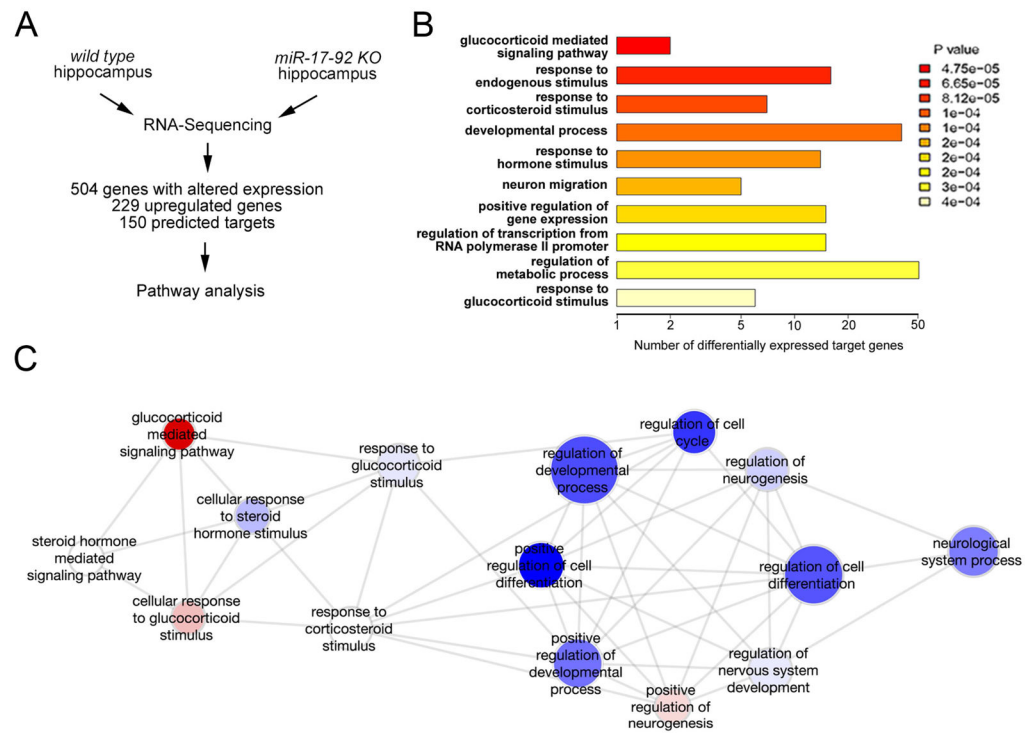 A
wild type
hippocampus
miR-17-92 KO
hippocampus
RNA-Sequencing
504 genes with altered expression
229 upregulated genes
150 predicted targets
Pathway analysis
B
glucocorticoid mediated
signaling pathway
response to
endogenous stimulus
response to
corticosteroid stimulus
developmental process
response to
hormone stimulus
neuron migration
positive regulation of
gene expression
regulation of transcription from
RNA polymerase II promoter
regulation of
metabolic process
response to
glucocorticoid stimulus
1 2 5 10 20 50
Number of differentially expressed target genes
P value
4.75e-05
6.65e-05
8.12e-05
1e-04
1e-04
2e-04
2e-04
2e-04
3e-04
4e-04
C
glucocorticoid
mediated
signaling pathway
response to
glucocorticoid
stimulus
cellular response
to steroid
hormone stimulus
steroid hormone
mediated
signaling pathway
cellular response
to glucocorticoid
stimulus
response to
corticosteroid
stimulus
regulation of
developmental
process
regulation of cell
cycle
regulation of
neurogenesis
positive
regulation of cell
differentiation
regulation of cell
differentiation
neurological
system process
positive
regulation of
developmental
process
regulation of
nervous system
development
positive
regulation of
neurogenesis